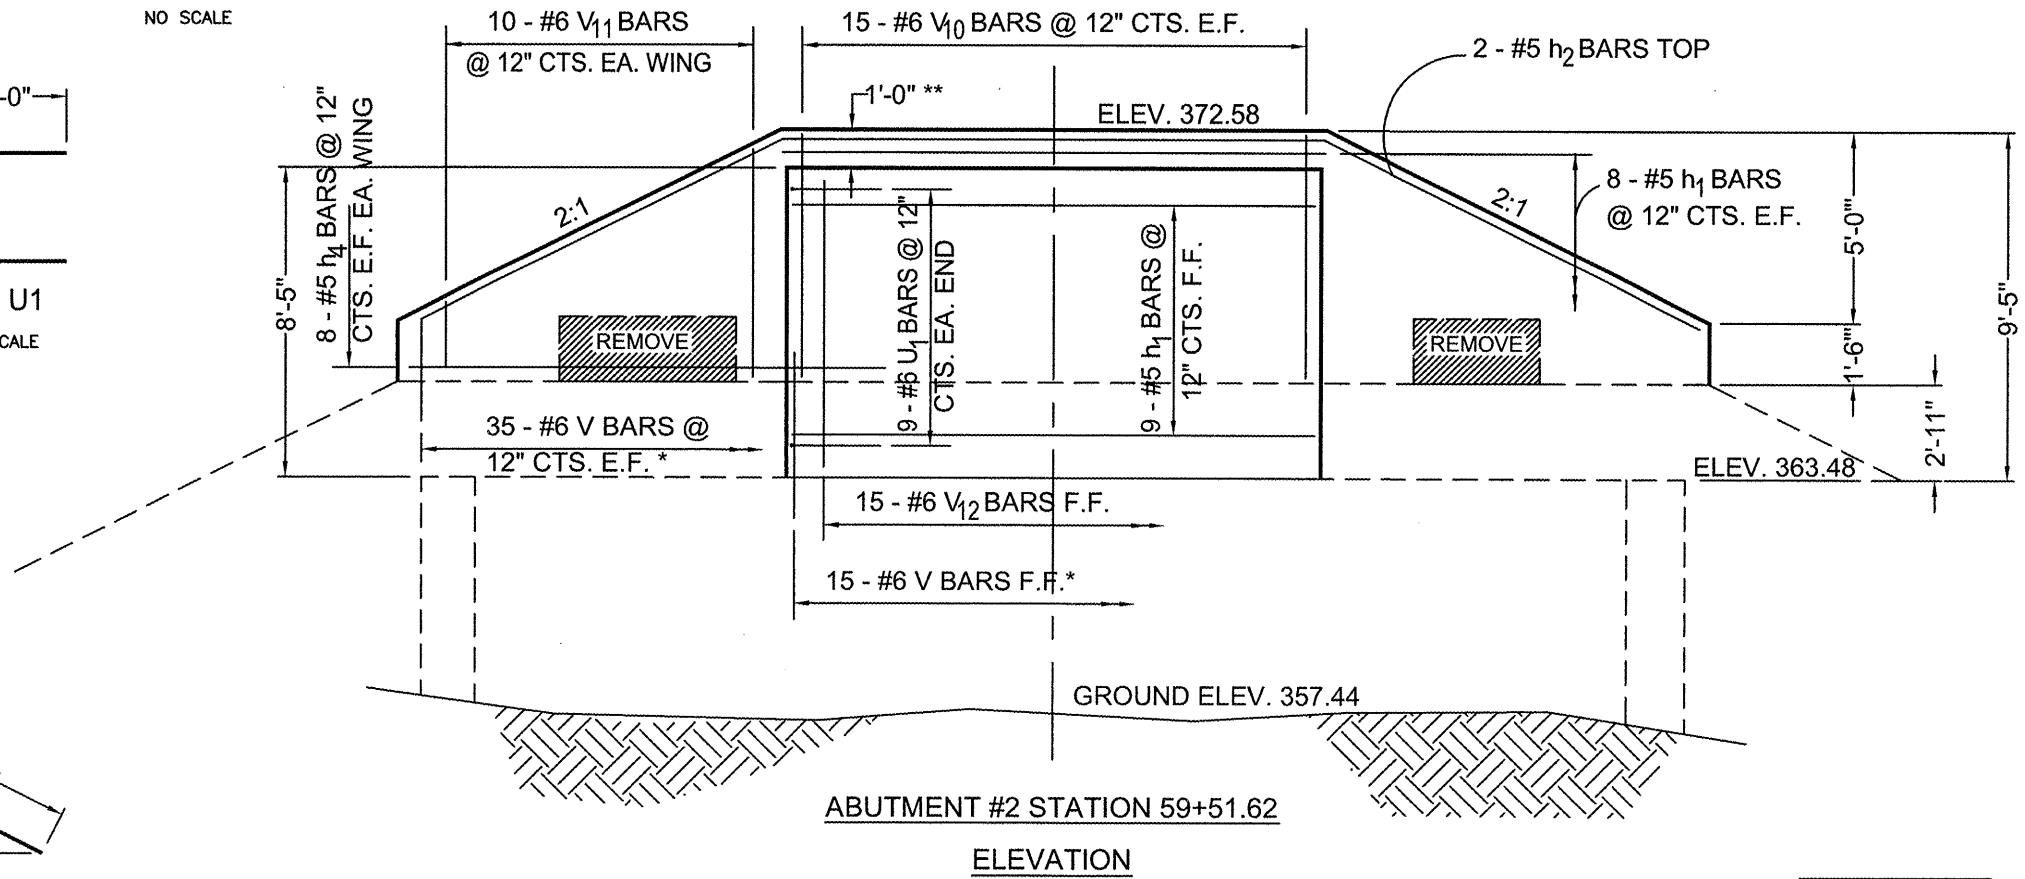 NO SCALE
10 - #6 V11 BARS
@ 12" CTS. EA. WING
15 - #6 V10 BARS @ 12" CTS. E.F.
2 - #5 h2 BARS TOP
-0"
1'-0" **
ELEV. 372.58
8 - #5 h4 BARS @ 12"
CTS. E.F. EA. WING
2:1
2:1
8 - #5 h1 BARS
@ 12" CTS. E.F.
5'-0"
9'-5"
U1
CALE
8'-5"
9 - #6 U1 BARS @ 12"
CTS. EA. END
9 - #5 h1 BARS @
12" CTS. F.F.
REMOVE
REMOVE
1'-6"
2'-11"
35 - #6 V BARS @
12" CTS. E.F. *
ELEV. 363.48
15 - #6 V12 BARS F.F.
15 - #6 V BARS F.F.*
GROUND ELEV. 357.44
ABUTMENT #2 STATION 59+51.62
ELEVATION